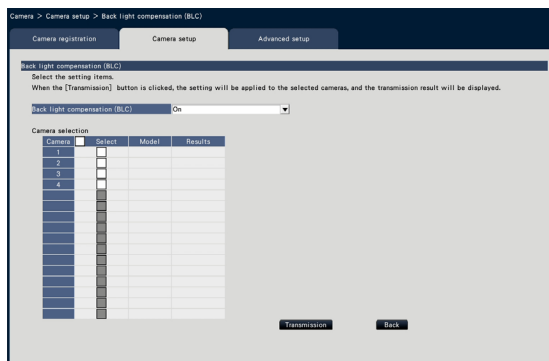 Camera > Camera setup > Back light compensation (BLC)
Camera registration
Camera setup
Advanced setup
Back light compensation (BLC)
Select the setting items.
When the [Transmission] button is clicked, the setting will be applied to the selected cameras, and the transmission result will be displayed.
Back light compensation (BLC) On
Camera selection
Camera Select Model Results
1
2
3
4
Transmission Back